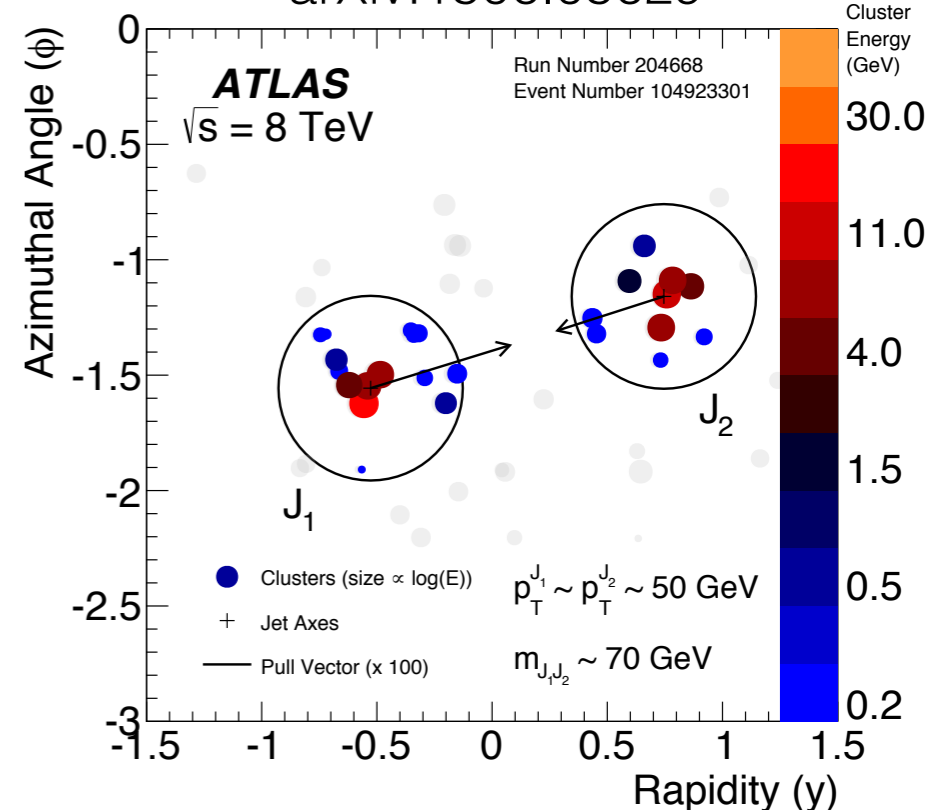 Cluster
Energy
(GeV)
ATLAS
√s = 8 TeV
Run Number 204668
Event Number 104923301
Azimuthal Angle (ϕ)
0
-0.5
-1
-1.5
-2
-2.5
-3
30.0
11.0
4.0
1.5
0.5
0.2
J₂
J₁
Clusters (size ∝ log(E))
Jet Axes
Pull Vector (x 100)
p_T^{J₁} ~ p_T^{J₂} ~ 50 GeV
m_{J₁J₂} ~ 70 GeV
-1.5 -1 -0.5 0 0.5 1 1.5
Rapidity (y)